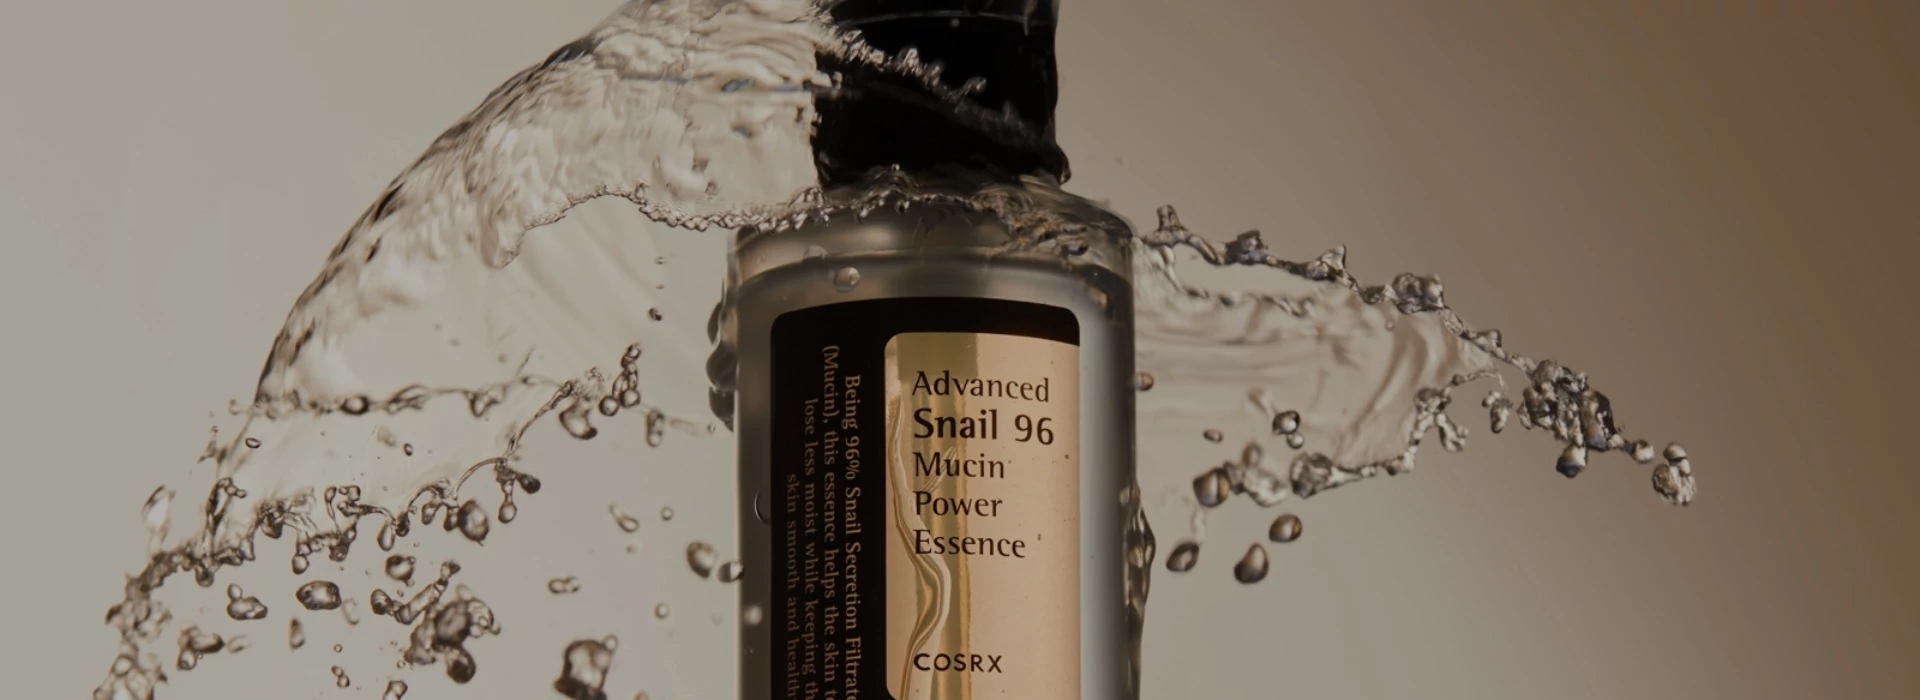 Advanced
Snail 96
Mucin
Power
Essence
COSRX
Being 96% Snail Secretion Filtrate
(Mucin), this essence helps the skin to
lose less moist while keeping the
skin smooth and healthy